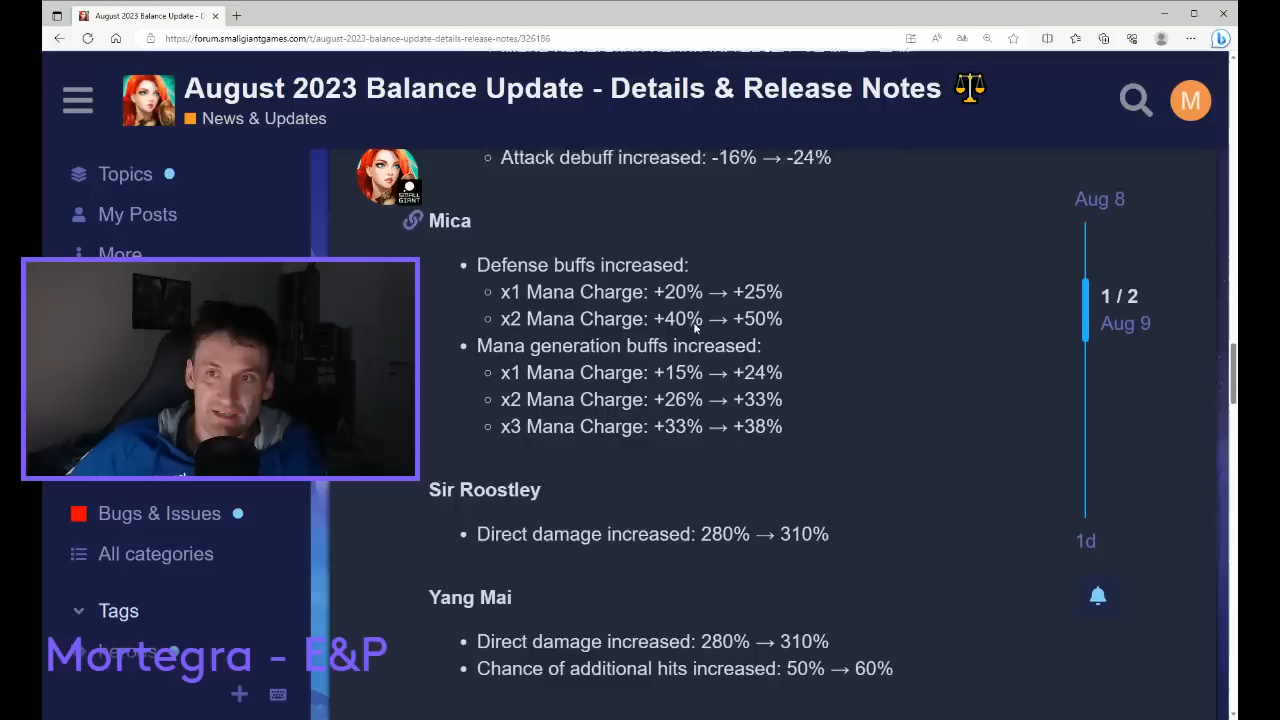 August 2023 Balance Update - D
https://forum.smallgiantgames.com/t/august-2023-balance-update-details-release-notes/326186
August 2023 Balance Update - Details & Release Notes
News & Updates
M
Topics
My Posts
More
Bugs & Issues
All categories
Tags
Attack debuff increased: -16% → -24%
SMALL
GIANT
Mica
Defense buffs increased:
x1 Mana Charge: +20% → +25%
x2 Mana Charge: +40% → +50%
Mana generation buffs increased:
x1 Mana Charge: +15% → +24%
x2 Mana Charge: +26% → +33%
x3 Mana Charge: +33% → +38%
Sir Roostley
Direct damage increased: 280% → 310%
Yang Mai
Direct damage increased: 280% → 310%
Chance of additional hits increased: 50% → 60%
Aug 8
1 / 2
Aug 9
1d
Mortegra - E&P